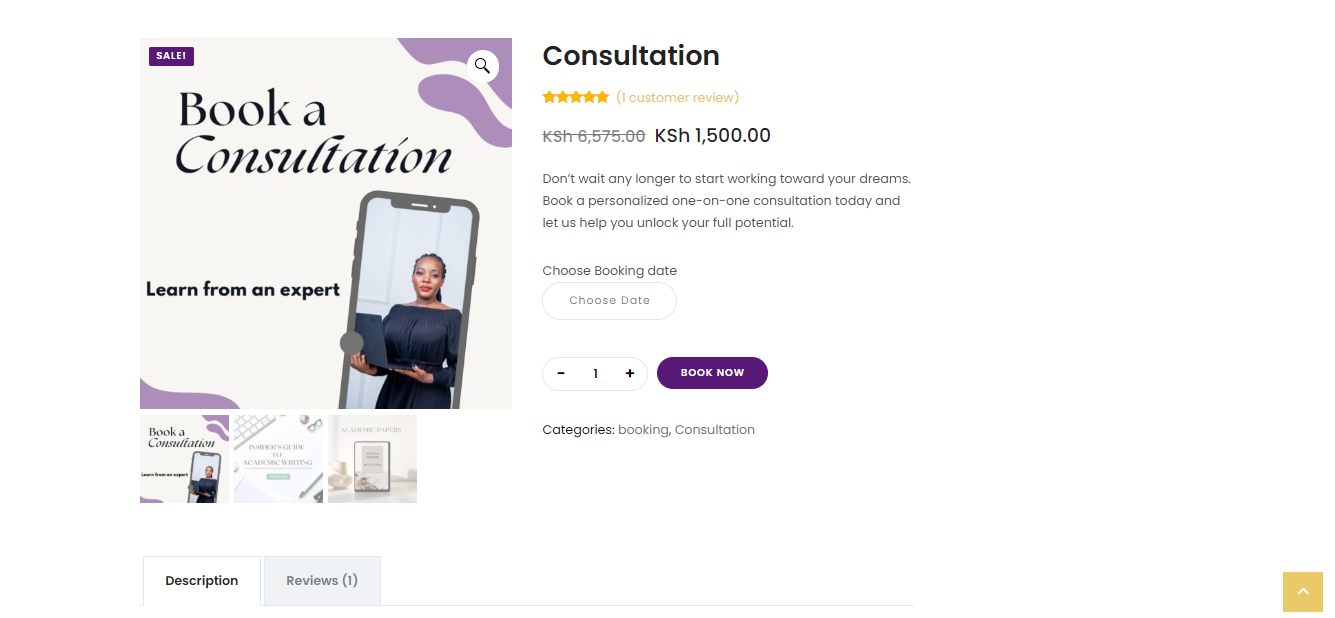 SALE!
Book a
Consultation
Learn from an expert
Consultation
(1 customer review)
KSh 6,575.00 KSh 1,500.00
Don’t wait any longer to start working toward your dreams.
Book a personalized one-on-one consultation today and
let us help you unlock your full potential.
Choose Booking date
Choose Date
- 1 +
BOOK NOW
Categories: booking, Consultation
Book a
Consultation
Learn from an expert
INSIDER'S GUIDE
TO
ACADEMIC WRITING
ACADEMIC PAPERS
Description
Reviews (1)